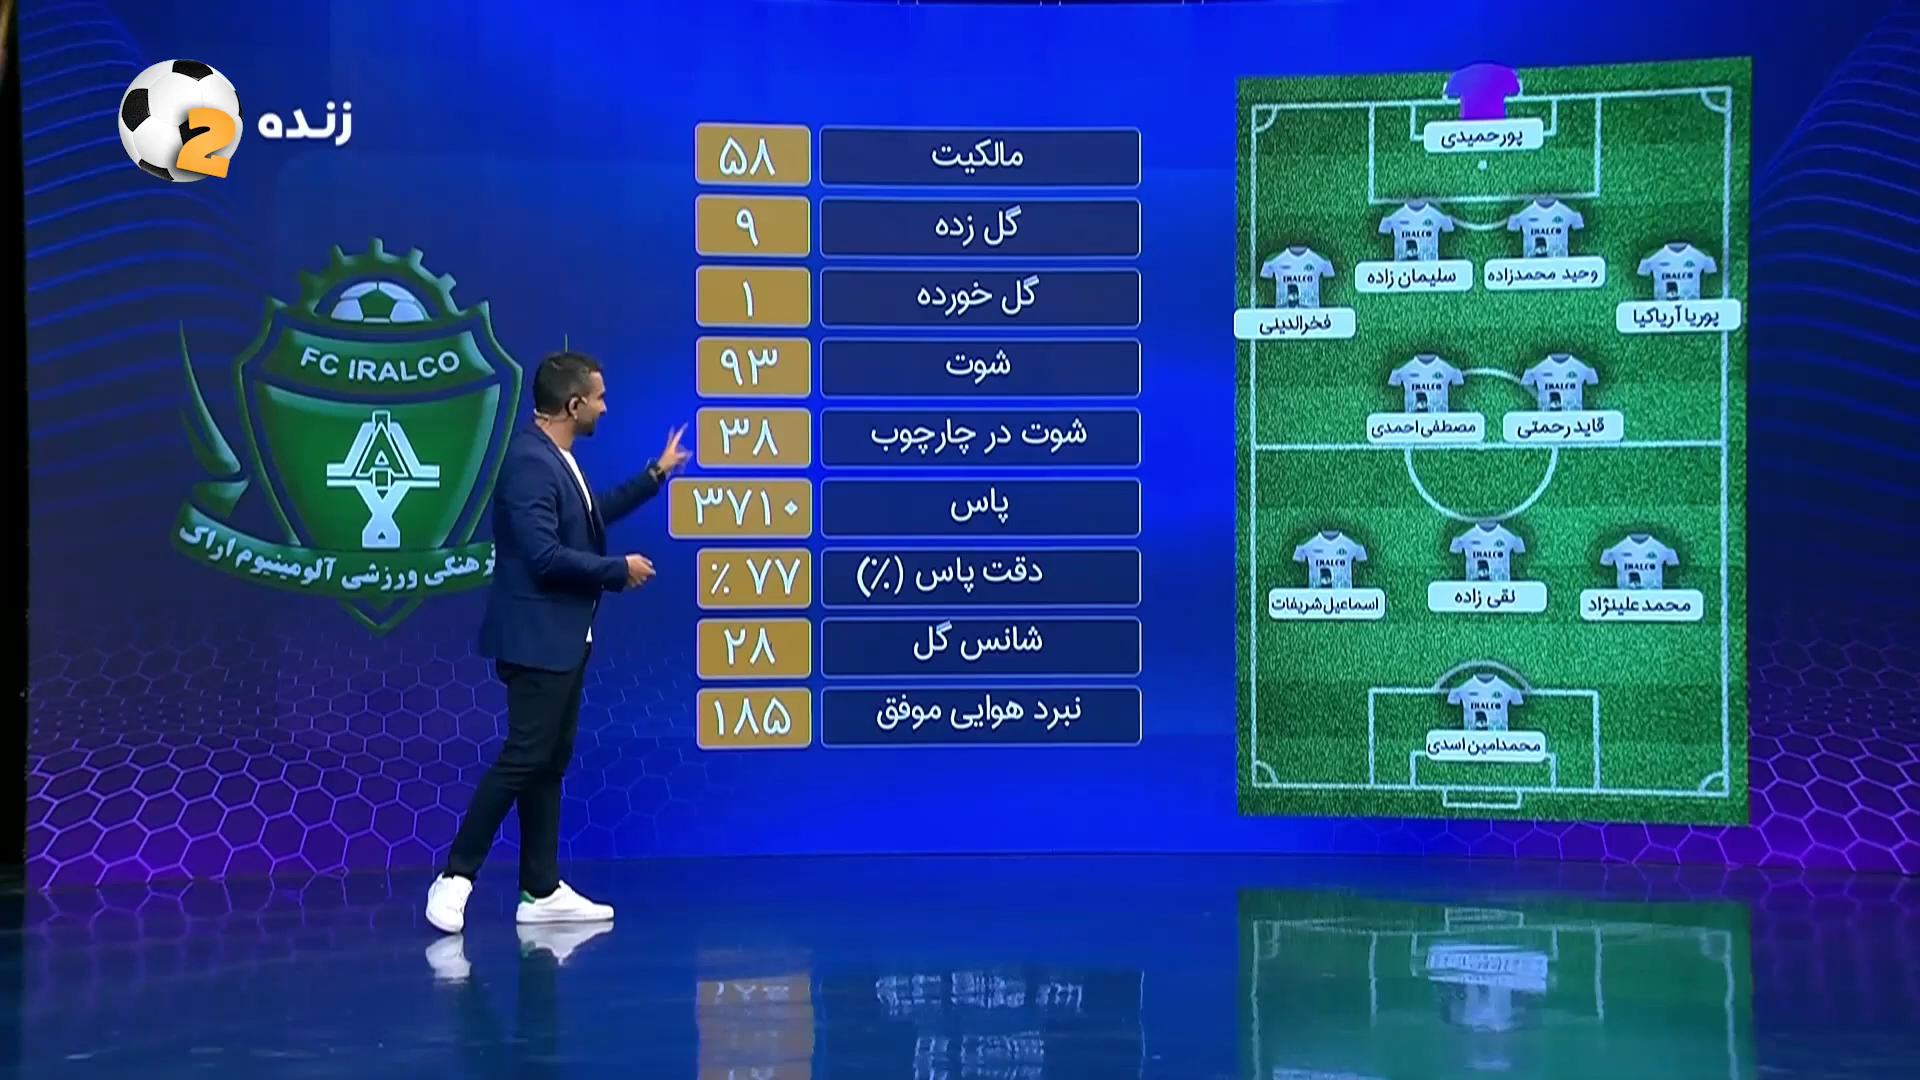 زنده
2
FC IRALCO
فرهنگی ورزشی آلومینیوم اراک
مالکیت ۵۸
گل زده ۹
گل خورده ۱
شوت ۹۳
شوت در چارچوب ۳۸
پاس ۳۷۱۰
دقت پاس (٪) ۷۷ ٪
شانس گل ۲۸
نبرد هوایی موفق ۱۸۵
پورحمیدی
وحید محمدزاده
سلیمان زاده
پوریا آریاکیا
فخرالدینی
قاید رحمتی
مصطفی احمدی
محمد علینژاد
نقی زاده
اسماعیل شریفات
محمدامین اسدی